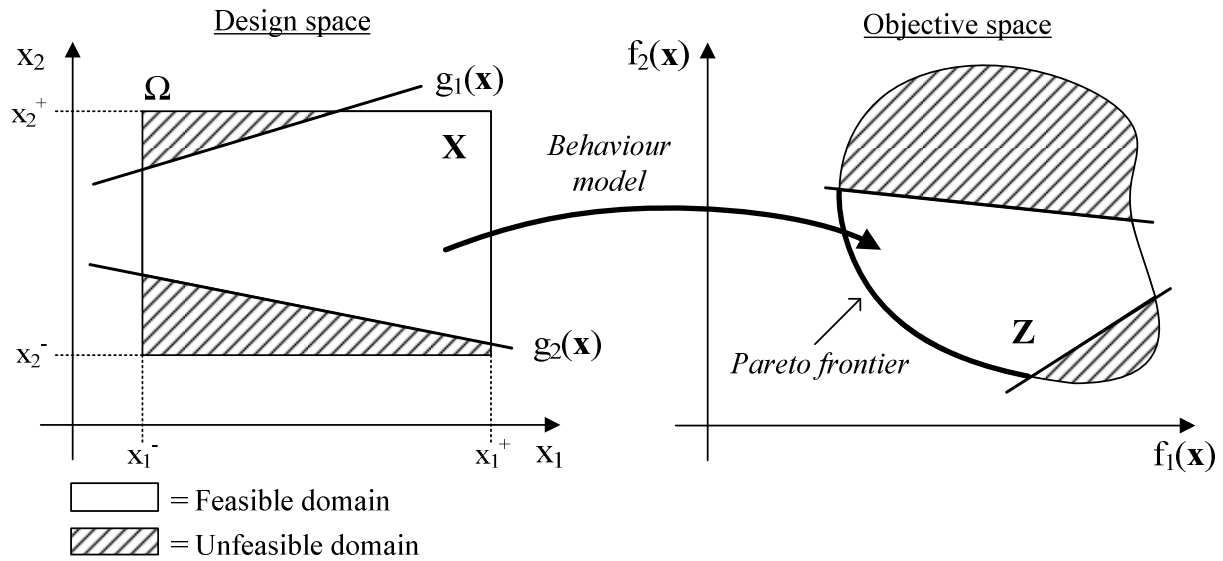 Design space
x₂
x₂⁺
Ω
g₁(x)
X
x₂⁻
g₂(x)
x₁⁻
x₁⁺
x₁
= Feasible domain
= Unfeasible domain
Behaviour
model
Objective space
f₂(x)
Z
Pareto frontier
f₁(x)